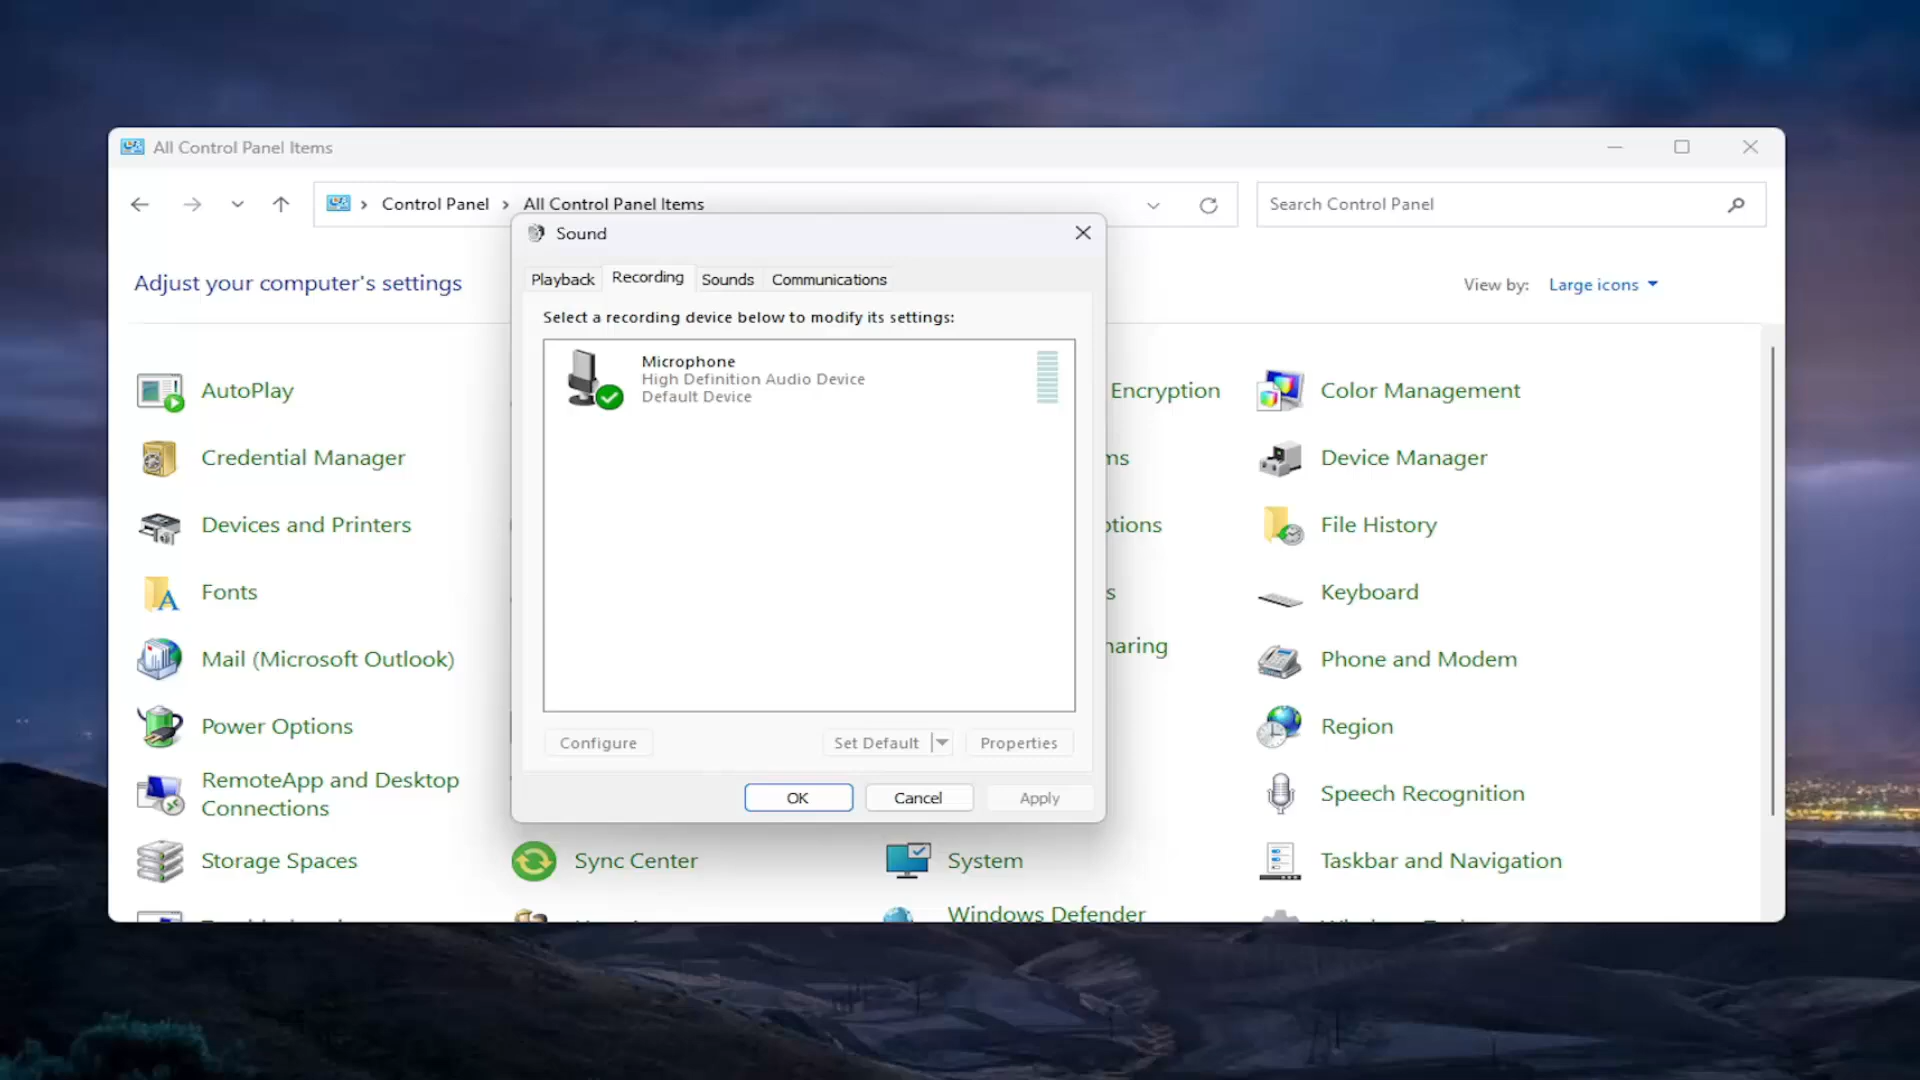 All Control Panel Items
Control Panel
All Control Panel Items
Search Control Panel
Adjust your computer's settings
View by:
Large icons
Sound
Playback
Recording
Sounds
Communications
Select a recording device below to modify its settings:
Microphone
High Definition Audio Device
Default Device
Configure
Set Default
Properties
OK
Cancel
Apply
AutoPlay
Encryption
Color Management
Credential Manager
Device Manager
Devices and Printers
File History
Fonts
Keyboard
Mail (Microsoft Outlook)
Phone and Modem
Power Options
Region
RemoteApp and Desktop
Connections
Speech Recognition
Storage Spaces
Sync Center
System
Taskbar and Navigation
Windows Defender